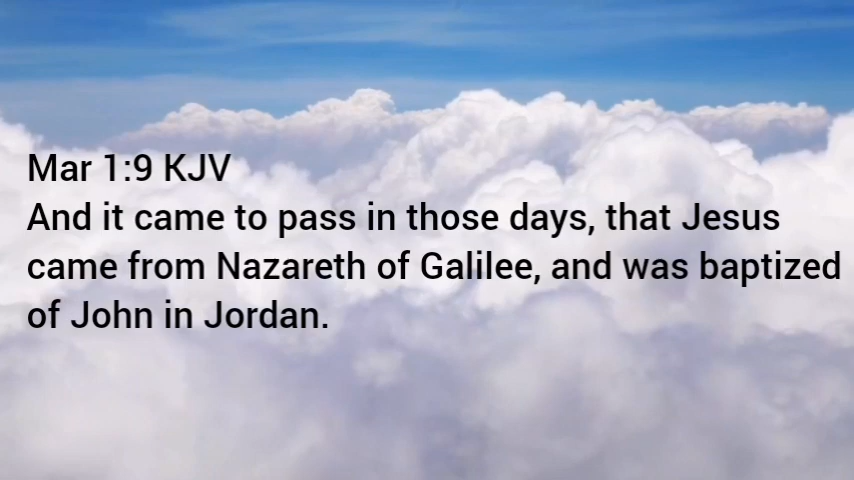 Mar 1:9 KJV
And it came to pass in those days, that Jesus
came from Nazareth of Galilee, and was baptized
of John in Jordan.